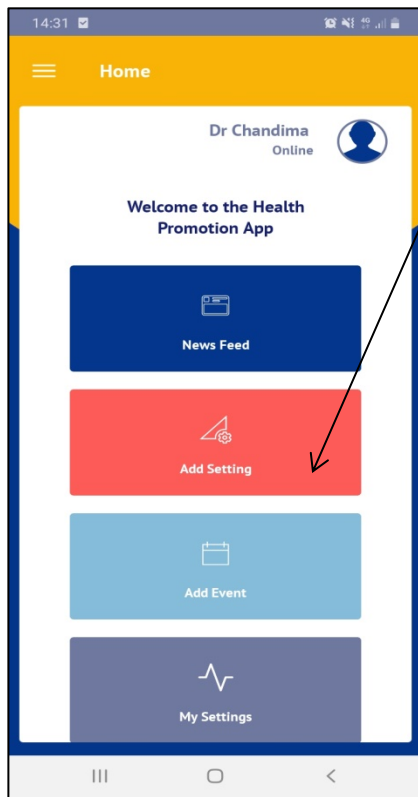 14:31
4G
Home
Dr Chandima
Online
Welcome to the Health
Promotion App
News Feed
Add Setting
Add Event
My Settings